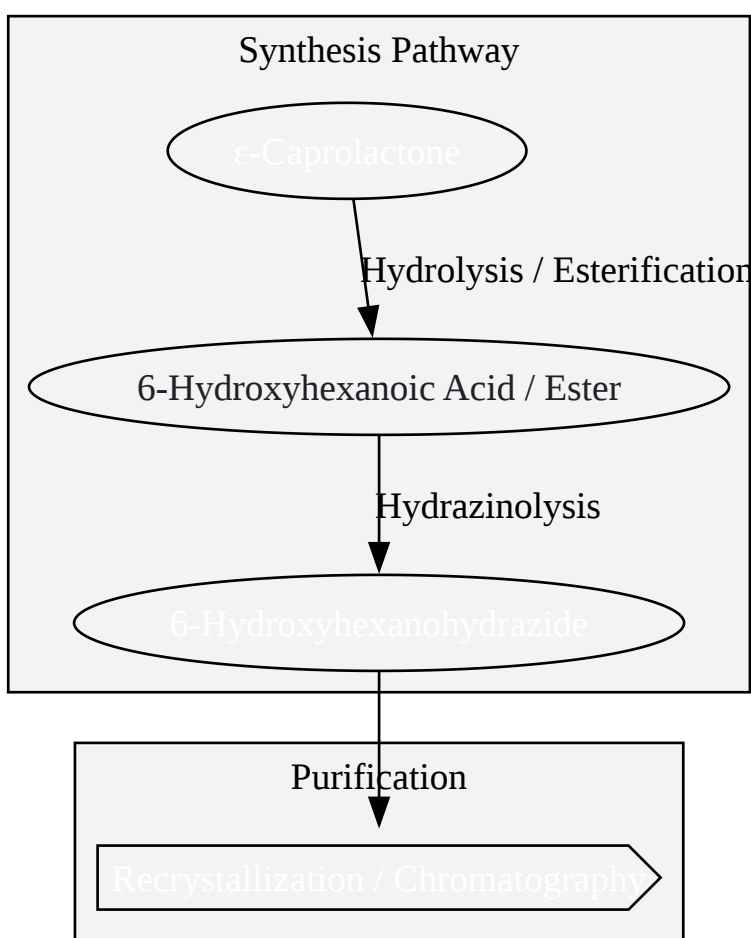 Synthesis Pathway
ε-Caprolactone
Hydrolysis / Esterification
6-Hydroxyhexanoic Acid / Ester
Hydrazinolysis
6-Hydroxyhexanohydrazide
Purification
Recrystallization / Chromatography